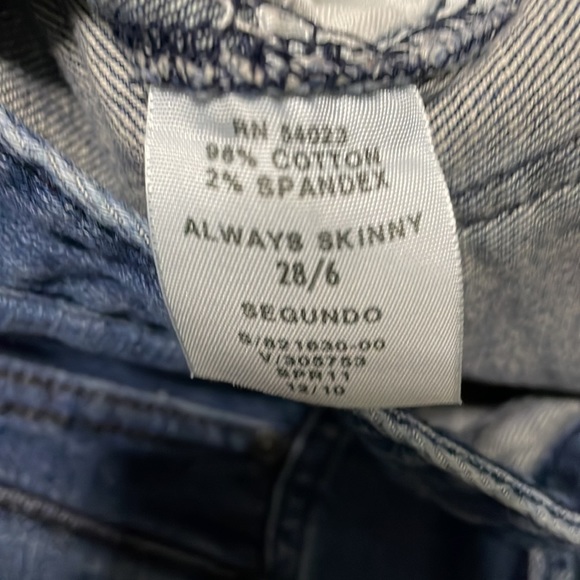 RN 54023
98% COTTON
2% SPANDEX
ALWAYS SKINNY
28/6
SEGUNDO
S/821630-00
V/305753
SPR11
12/10